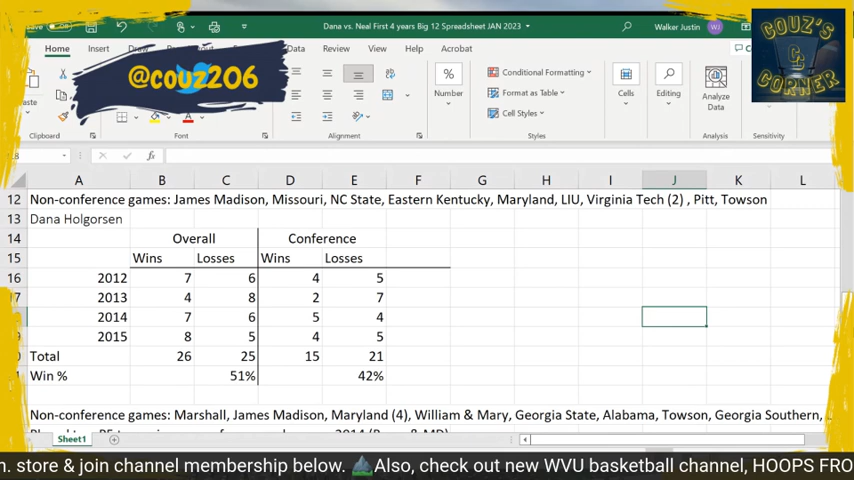 Dana vs. Neal First 4 years Big 12 Spreadsheet JAN 2023
Walker Justin
WJ
COUZ'S
CS
CORNER
Home
Insert
Data
Review
View
Help
Acrobat
@couz206
Conditional Formatting
Format as Table
Cell Styles
Number
Cells
Editing
Analyze
Data
Clipboard
Font
Alignment
Styles
Analysis
Sensitivity
fx
A B C D E F G H I J K L
12 Non-conference games: James Madison, Missouri, NC State, Eastern Kentucky, Maryland, LIU, Virginia Tech (2) , Pitt, Towson
13 Dana Holgorsen
14 Overall Conference
15 Wins Losses Wins Losses
16 2012 7 6 4 5
17 2013 4 8 2 7
2014 7 6 5 4
2015 8 5 4 5
Total 26 25 15 21
Win % 51% 42%
Non-conference games: Marshall, James Madison, Maryland (4), William & Mary, Georgia State, Alabama, Towson, Georgia Southern,
Sheet1
n. store & join channel membership below. ⛰️Also, check out new WVU basketball channel, HOOPS FRO